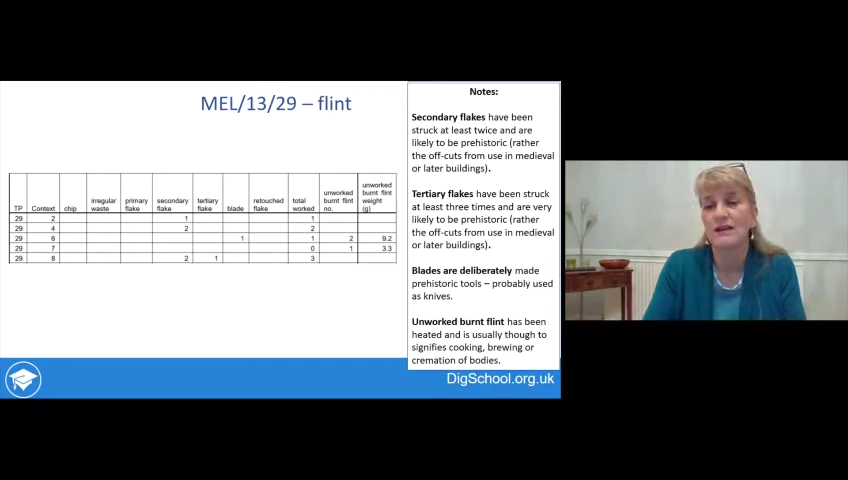 MEL/13/29 – flint
TP Context chip irregular waste primary flake secondary flake tertiary flake blade retouched flake total worked unworked burnt flint no. unworked burnt flint weight (g)
29 2 1 1
29 4 2 2
29 6 1 1 2 9.2
29 7 0 1 3.3
29 8 2 1 3
Notes:
Secondary flakes have been
struck at least twice and are
likely to be prehistoric (rather
the off-cuts from use in medieval
or later buildings).
Tertiary flakes have been struck
at least three times and are very
likely to be prehistoric (rather
the off-cuts from use in medieval
or later buildings).
Blades are deliberately made
prehistoric tools – probably used
as knives.
Unworked burnt flint has been
heated and is usually though to
signifies cooking, brewing or
cremation of bodies.
DigSchool.org.uk